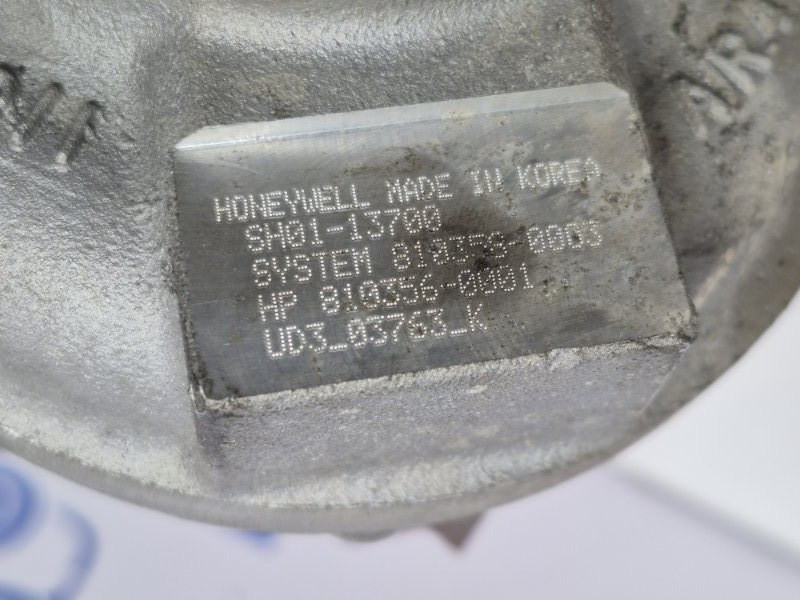 HONEYWELL MADE IN KOREA
SH01-13700
SYSTEM 810358-0003
HP 810356-0001
UD3_03763_K